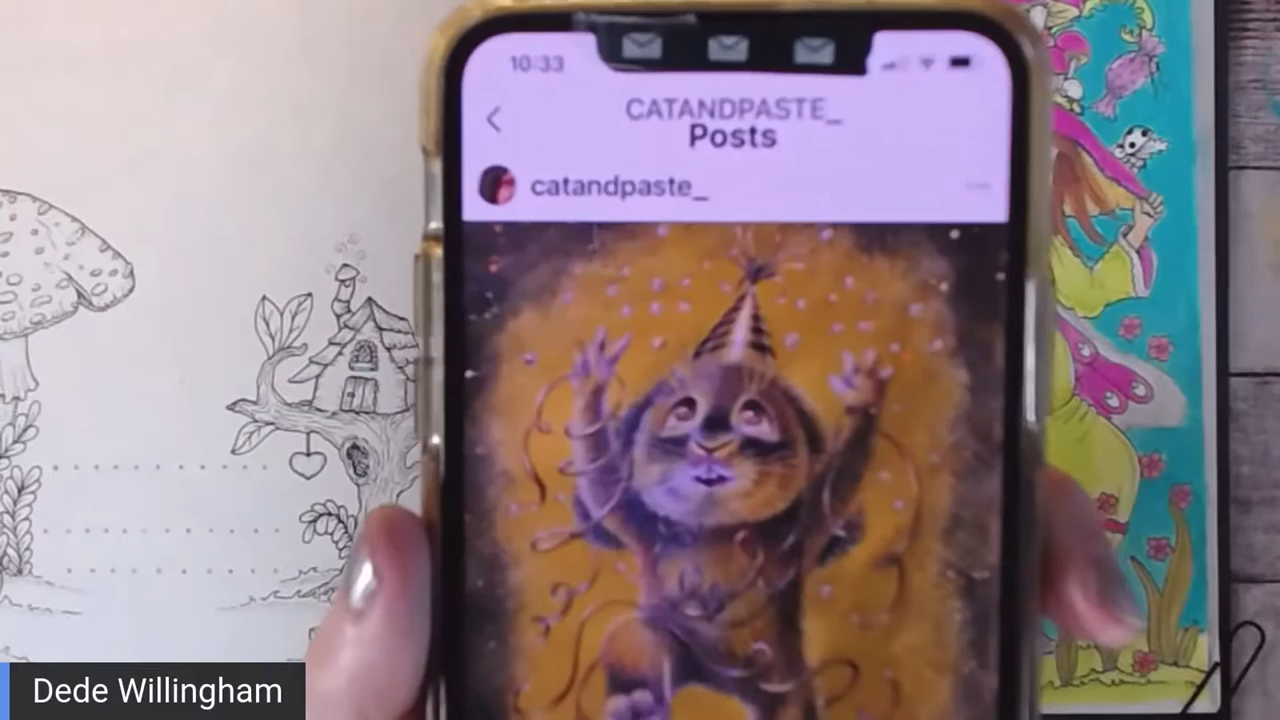 10:33
CATANDPASTE_
Posts
catandpaste_
Dede Willingham